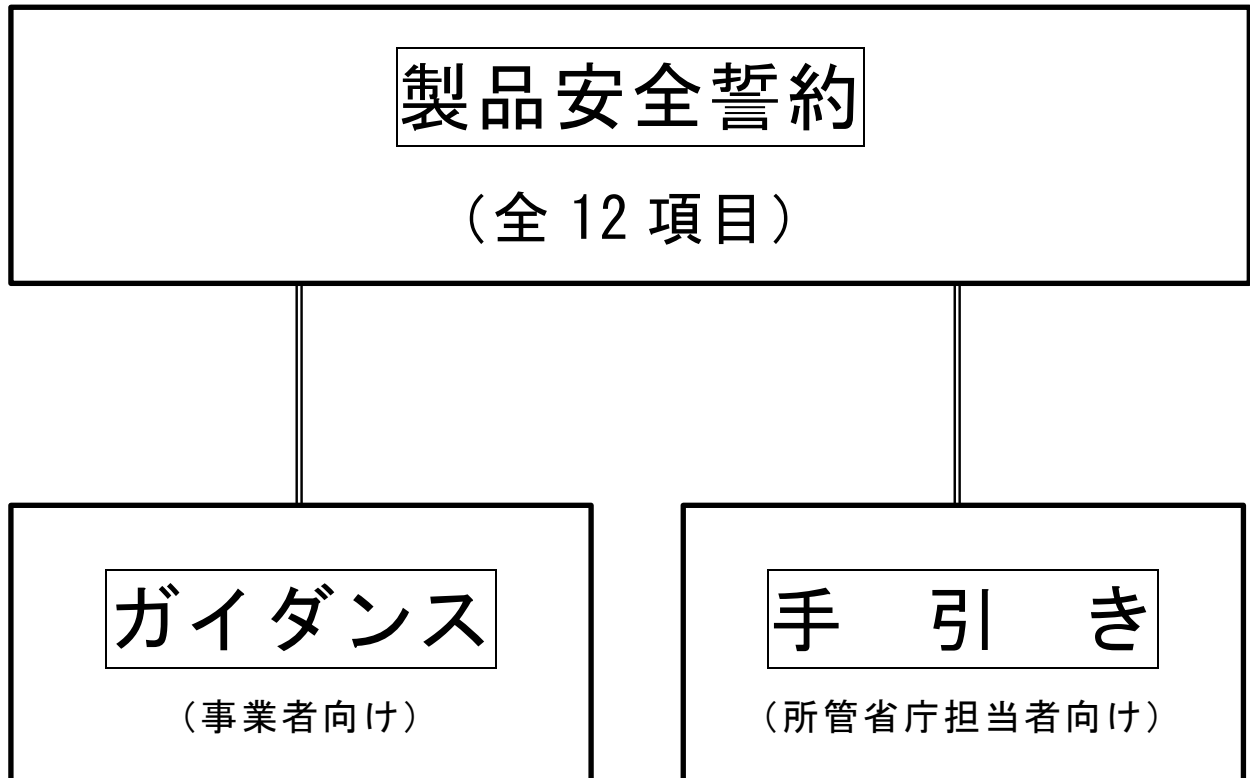 製品安全誓約
（全 12 項目）
ガイダンス
（事業者向け）
手　引　き
（所管省庁担当者向け）